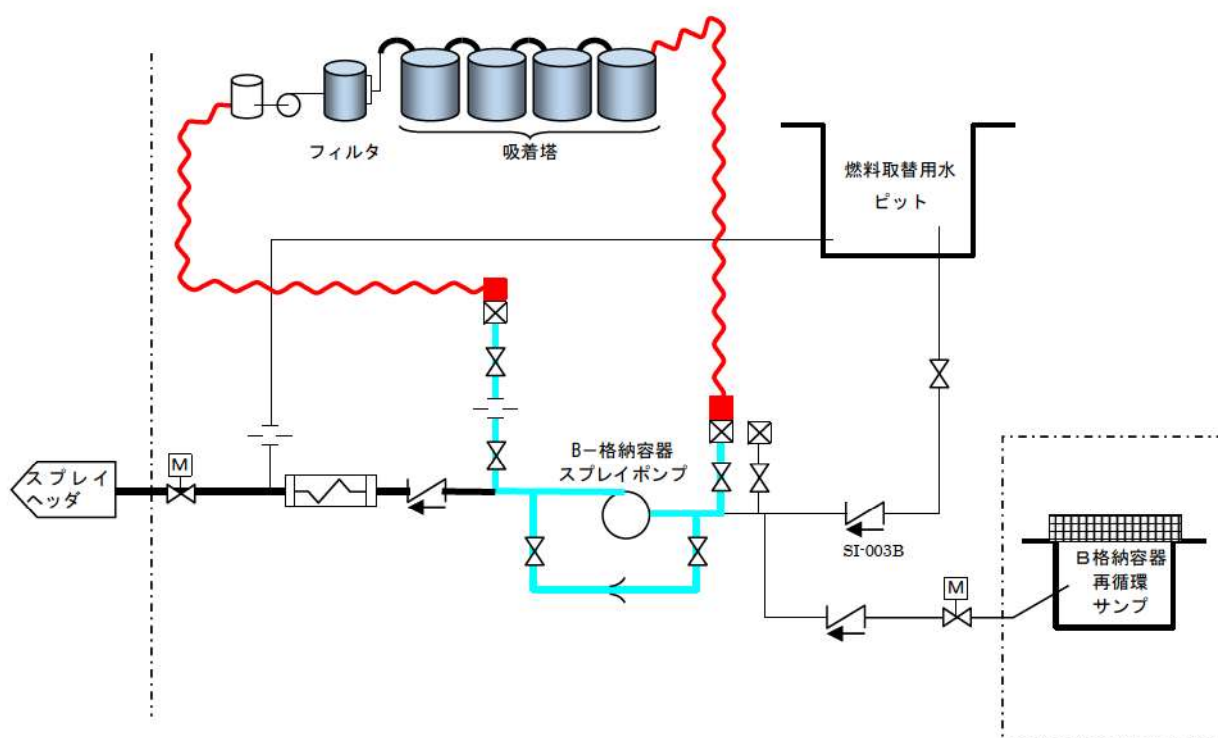 フィルタ
吸着塔
燃料取替用水
ピット
B－格納容器
スプレイポンプ
M
スプレイ
ヘッダ
SI-003B
M
B格納容器
再循環
サンプ